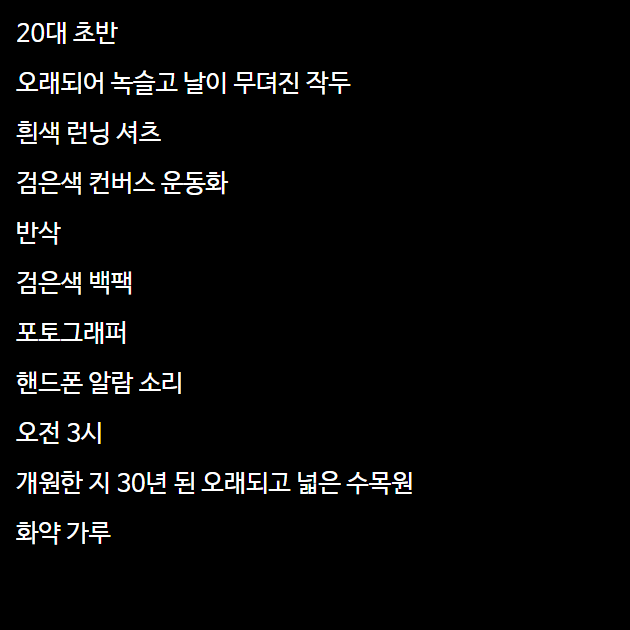 20대 초반
오래되어 녹슬고 날이 무뎌진 작두
흰색 런닝 셔츠
검은색 컨버스 운동화
반삭
검은색 백팩
포토그래퍼
핸드폰 알람 소리
오전 3시
개원한 지 30년 된 오래되고 넓은 수목원
화약 가루